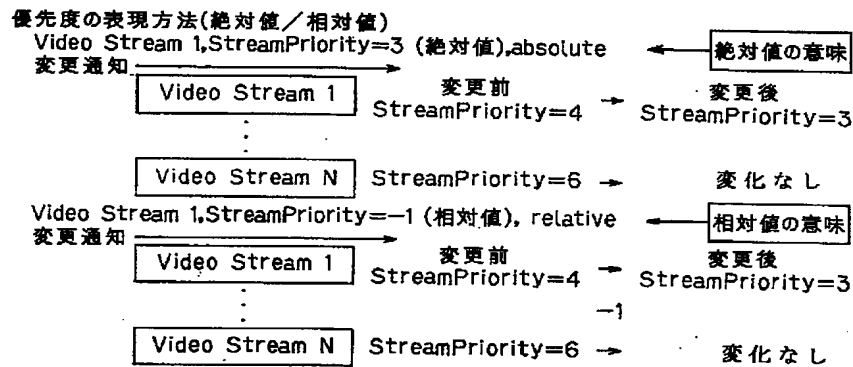 優先度の表現方法(絶対値／相対値)
Video Stream 1,StreamPriority=3 (絶対値),absolute ← 絶対値の意味
変更通知
Video Stream 1 変更前 変更後
StreamPriority=4 → StreamPriority=3
⋮
Video Stream N StreamPriority=6 → 変化なし
Video Stream 1,StreamPriority=-1 (相対値), relative ← 相対値の意味
変更通知
Video Stream 1 変更前 変更後
StreamPriority=4 → StreamPriority=3
⋮ -1
Video Stream N StreamPriority=6 → 変化なし